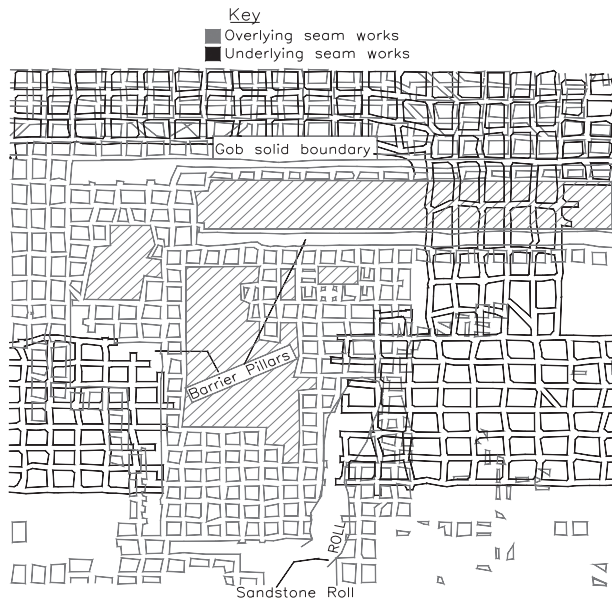 Key
Overlying seam works
Underlying seam works
Gob solid boundary
Barrier Pillars
ROLL
Sandstone Roll